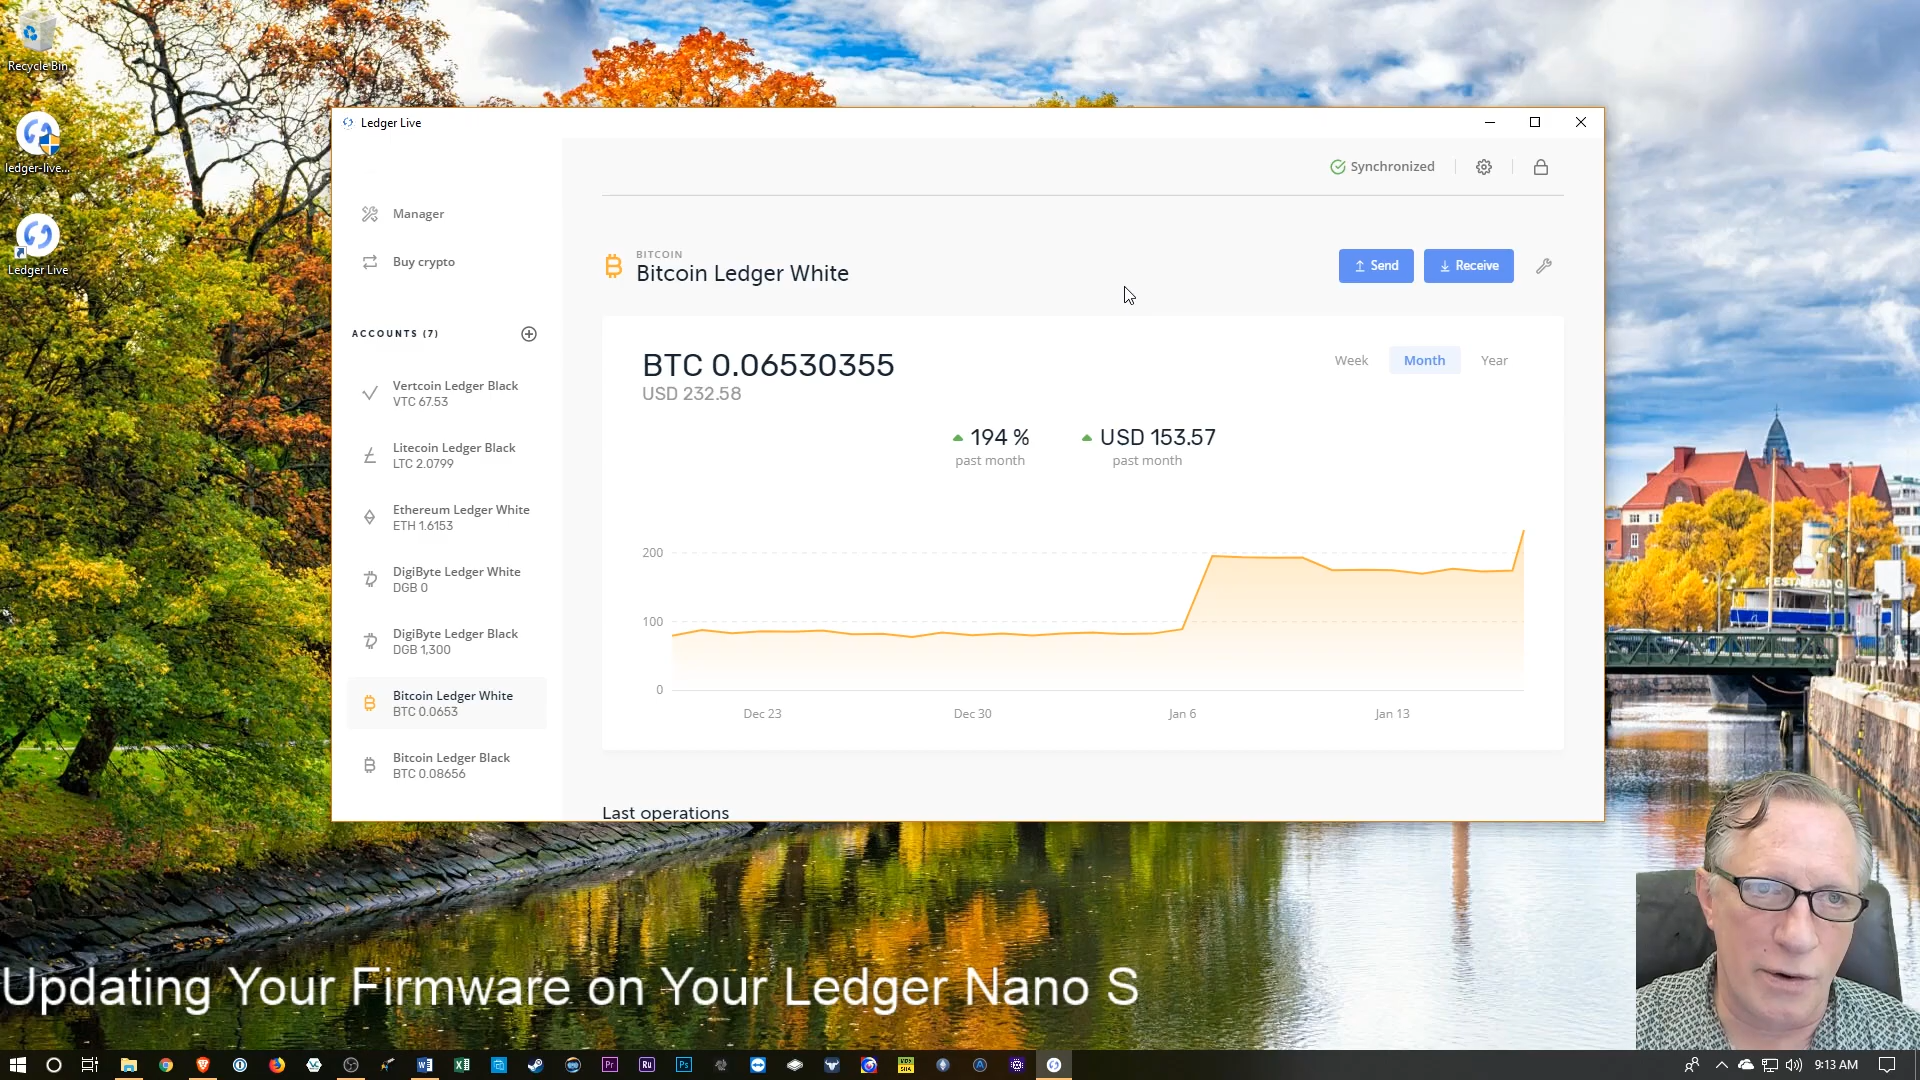 Recycle Bin
ledger-live...
Ledger Live
Ledger Live
Manager
Buy crypto
ACCOUNTS (7)
Vertcoin Ledger Black
VTC 67.53
Litecoin Ledger Black
LTC 2.0799
Ethereum Ledger White
ETH 1.6153
DigiByte Ledger White
DGB 0
DigiByte Ledger Black
DGB 1,300
Bitcoin Ledger White
BTC 0.0653
Bitcoin Ledger Black
BTC 0.08656
Synchronized
BITCOIN
Bitcoin Ledger White
Send Receive
BTC 0.06530355
USD 232.58
Week Month Year
194 % USD 153.57
past month past month
200
100
0
Dec 23 Dec 30 Jan 6 Jan 13
Last operations
RESTAURANG
Updating Your Firmware on Your Ledger Nano S
9:13 AM